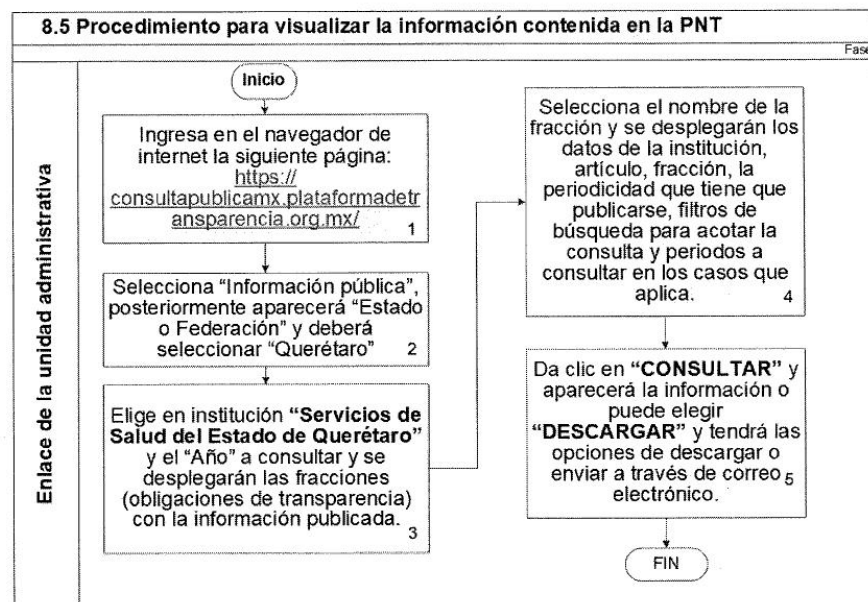 8.5 Procedimiento para visualizar la información contenida en la PNT
Fase
Enlace de la unidad administrativa
Inicio
Ingresa en el navegador de
internet la siguiente página:
https://
consultapublicamx.plataformadetr
ansparencia.org.mx/
1
Selecciona “Información pública”,
posteriormente aparecerá “Estado
o Federación” y deberá
seleccionar “Querétaro”
2
Elige en institución “Servicios de
Salud del Estado de Querétaro”
y el “Año” a consultar y se
desplegarán las fracciones
(obligaciones de transparencia)
con la información publicada.
3
Selecciona el nombre de la
fracción y se desplegarán los
datos de la institución,
artículo, fracción, la
periodicidad que tiene que
publicarse, filtros de
búsqueda para acotar la
consulta y periodos a
consultar en los casos que
aplica.
4
Da clic en “CONSULTAR” y
aparecerá la información o
puede elegir
“DESCARGAR” y tendrá las
opciones de descargar o
enviar a través de correo
electrónico.
5
FIN